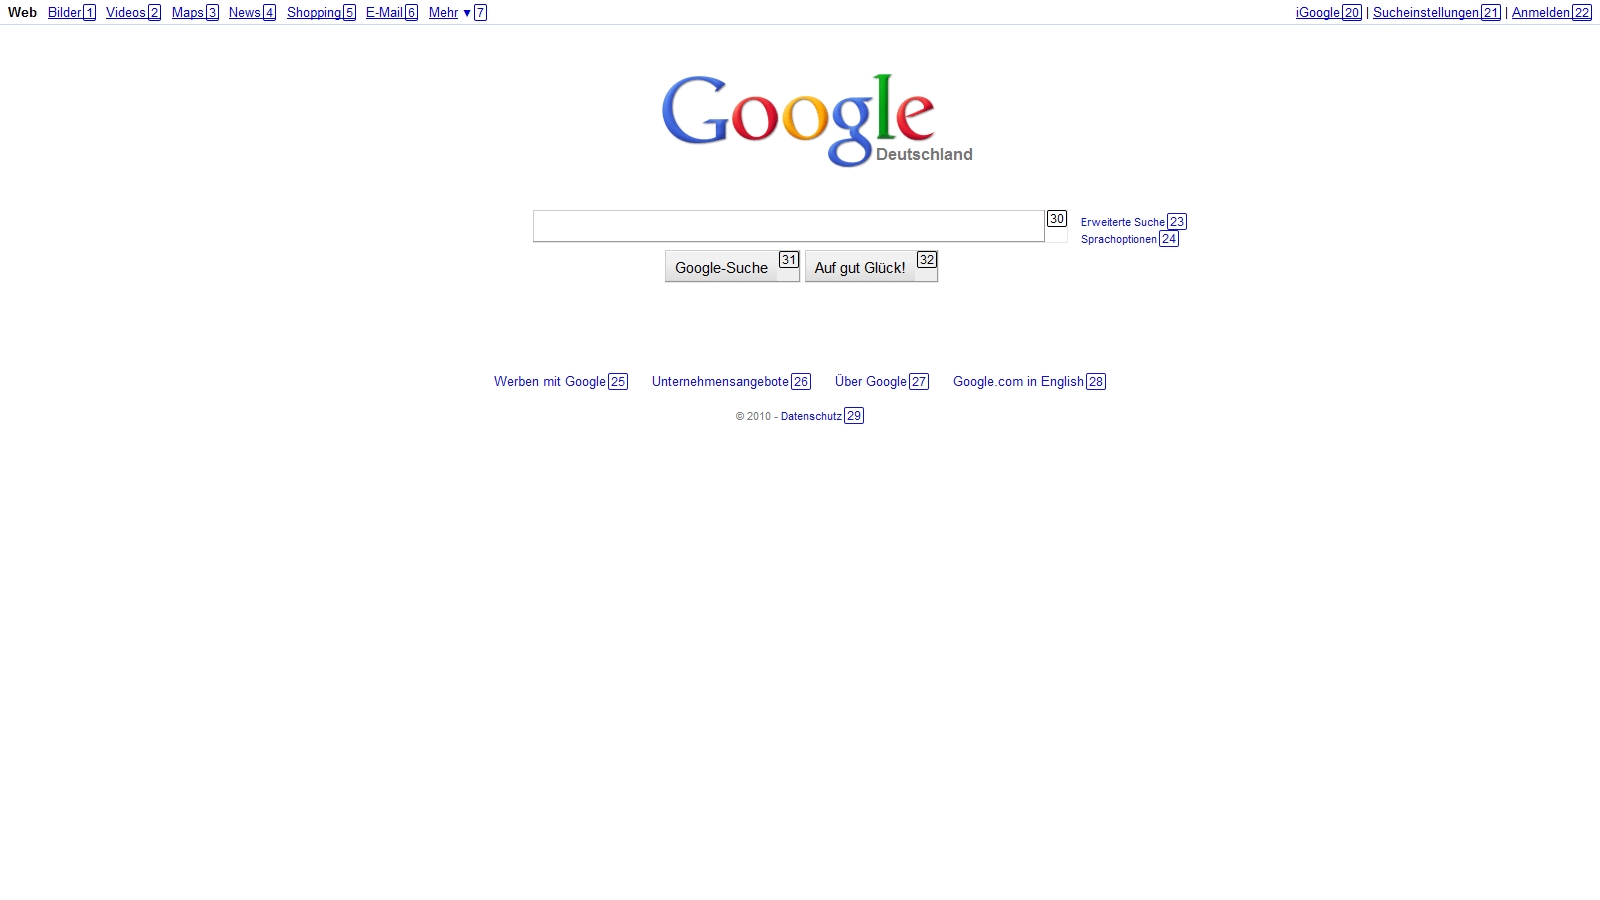 Web Bilder 1 Videos 2 Maps 3 News 4 Shopping 5 E-Mail 6 Mehr ▼ 7 iGoogle 20 | Sucheinstellungen 21 | Anmelden 22
Google
Deutschland
30
Erweiterte Suche 23
Sprachoptionen 24
Google-Suche 31 Auf gut Glück! 32
Werben mit Google 25 Unternehmensangebote 26 Über Google 27 Google.com in English 28
© 2010 - Datenschutz 29